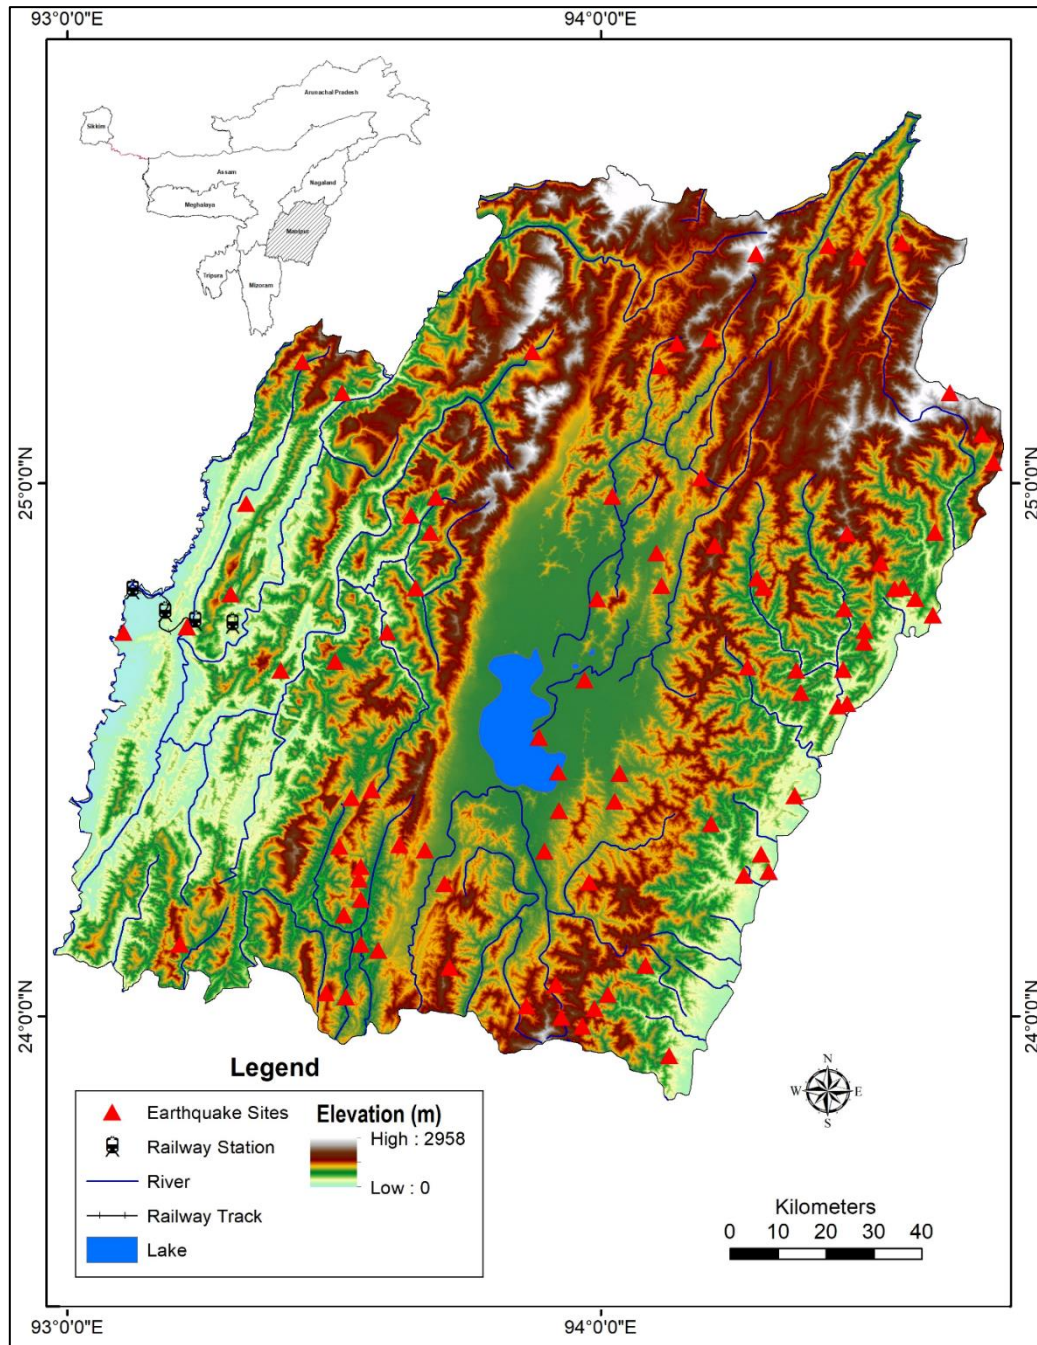 93°0'0"E 94°0'0"E
Arunachal Pradesh
Sikkim
Assam
Nagaland
Meghalaya
Manipur
Tripura
Mizoram
25°0'0"N 25°0'0"N
24°0'0"N 24°0'0"N
Legend
Earthquake Sites
Railway Station
River
Railway Track
Lake
Elevation (m)
High : 2958
Low : 0
N
W E
S
Kilometers
0 10 20 30 40
93°0'0"E 94°0'0"E